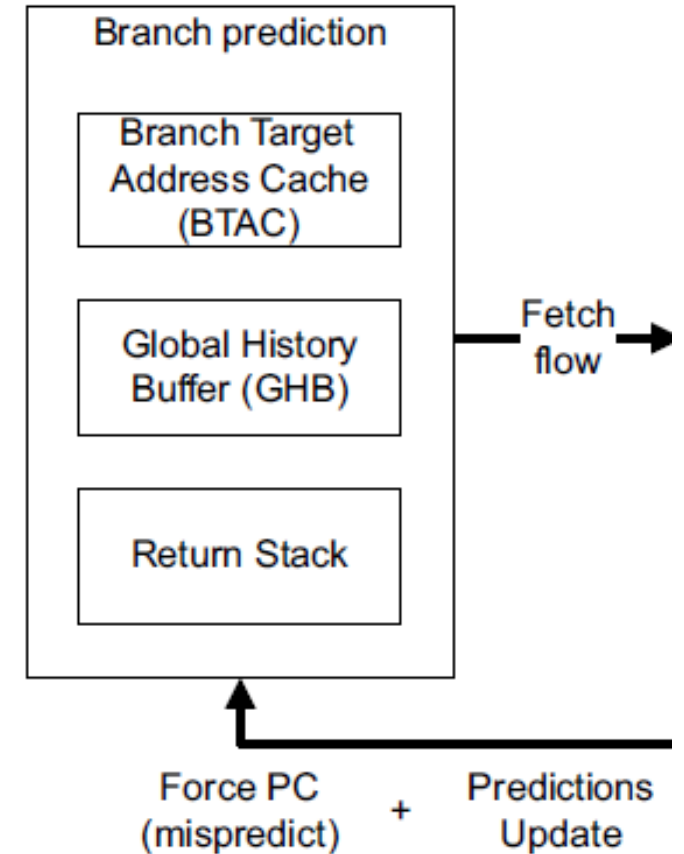 Branch prediction
Branch Target
Address Cache
(BTAC)
Global History
Buffer (GHB)
Return Stack
Fetch
flow
Force PC
(mispredict)
+
Predictions
Update